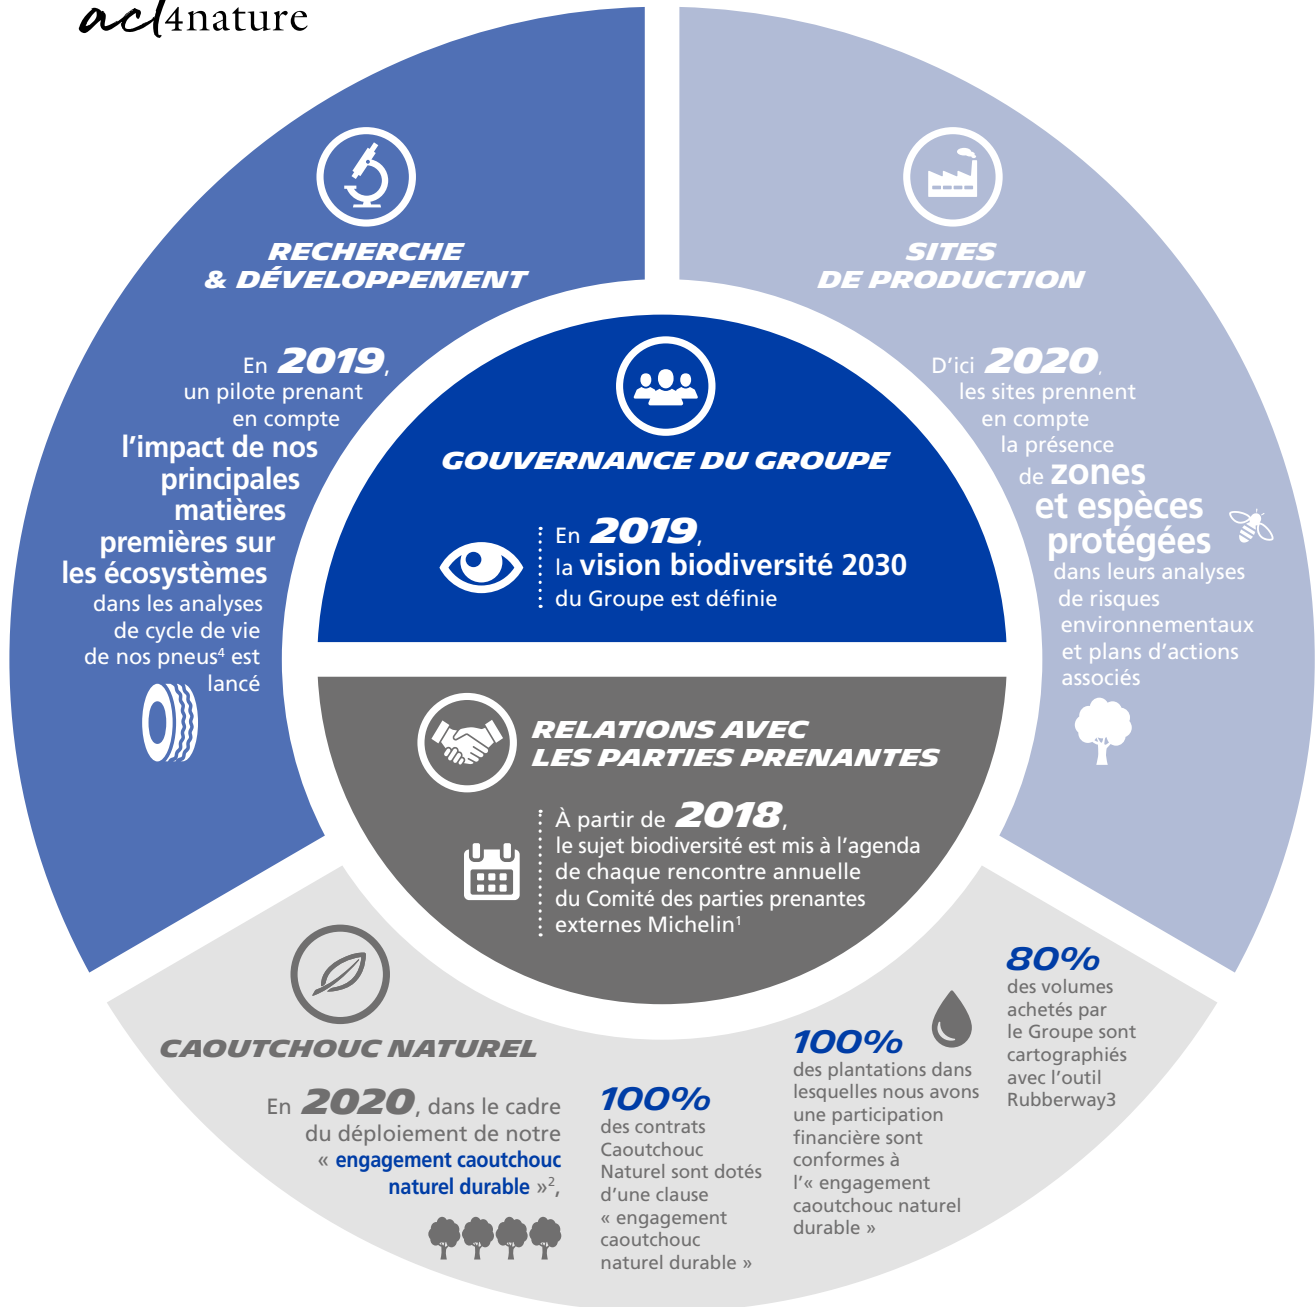 act4nature
RECHERCHE
& DÉVELOPPEMENT
En 2019,
un pilote prenant
en compte
l'impact de nos
principales
matières
premières sur
les écosystèmes
dans les analyses
de cycle de vie
de nos pneus⁴ est
lancé
SITES
DE PRODUCTION
D'ici 2020,
les sites prennent
en compte
la présence
de zones
et espèces
protégées
dans leurs analyses
de risques
environnementaux
et plans d'actions
associés
GOUVERNANCE DU GROUPE
En 2019,
la vision biodiversité 2030
du Groupe est définie
RELATIONS AVEC
LES PARTIES PRENANTES
À partir de 2018,
le sujet biodiversité est mis à l'agenda
de chaque rencontre annuelle
du Comité des parties prenantes
externes Michelin¹
CAOUTCHOUC NATUREL
En 2020, dans le cadre
du déploiement de notre
« engagement caoutchouc
naturel durable »²,
100%
des contrats
Caoutchouc
Naturel sont dotés
d'une clause
« engagement
caoutchouc
naturel durable »
100%
des plantations dans
lesquelles nous avons
une participation
financière sont
conformes à
l'« engagement
caoutchouc naturel
durable »
80%
des volumes
achetés par
le Groupe sont
cartographiés
avec l'outil
Rubberway3